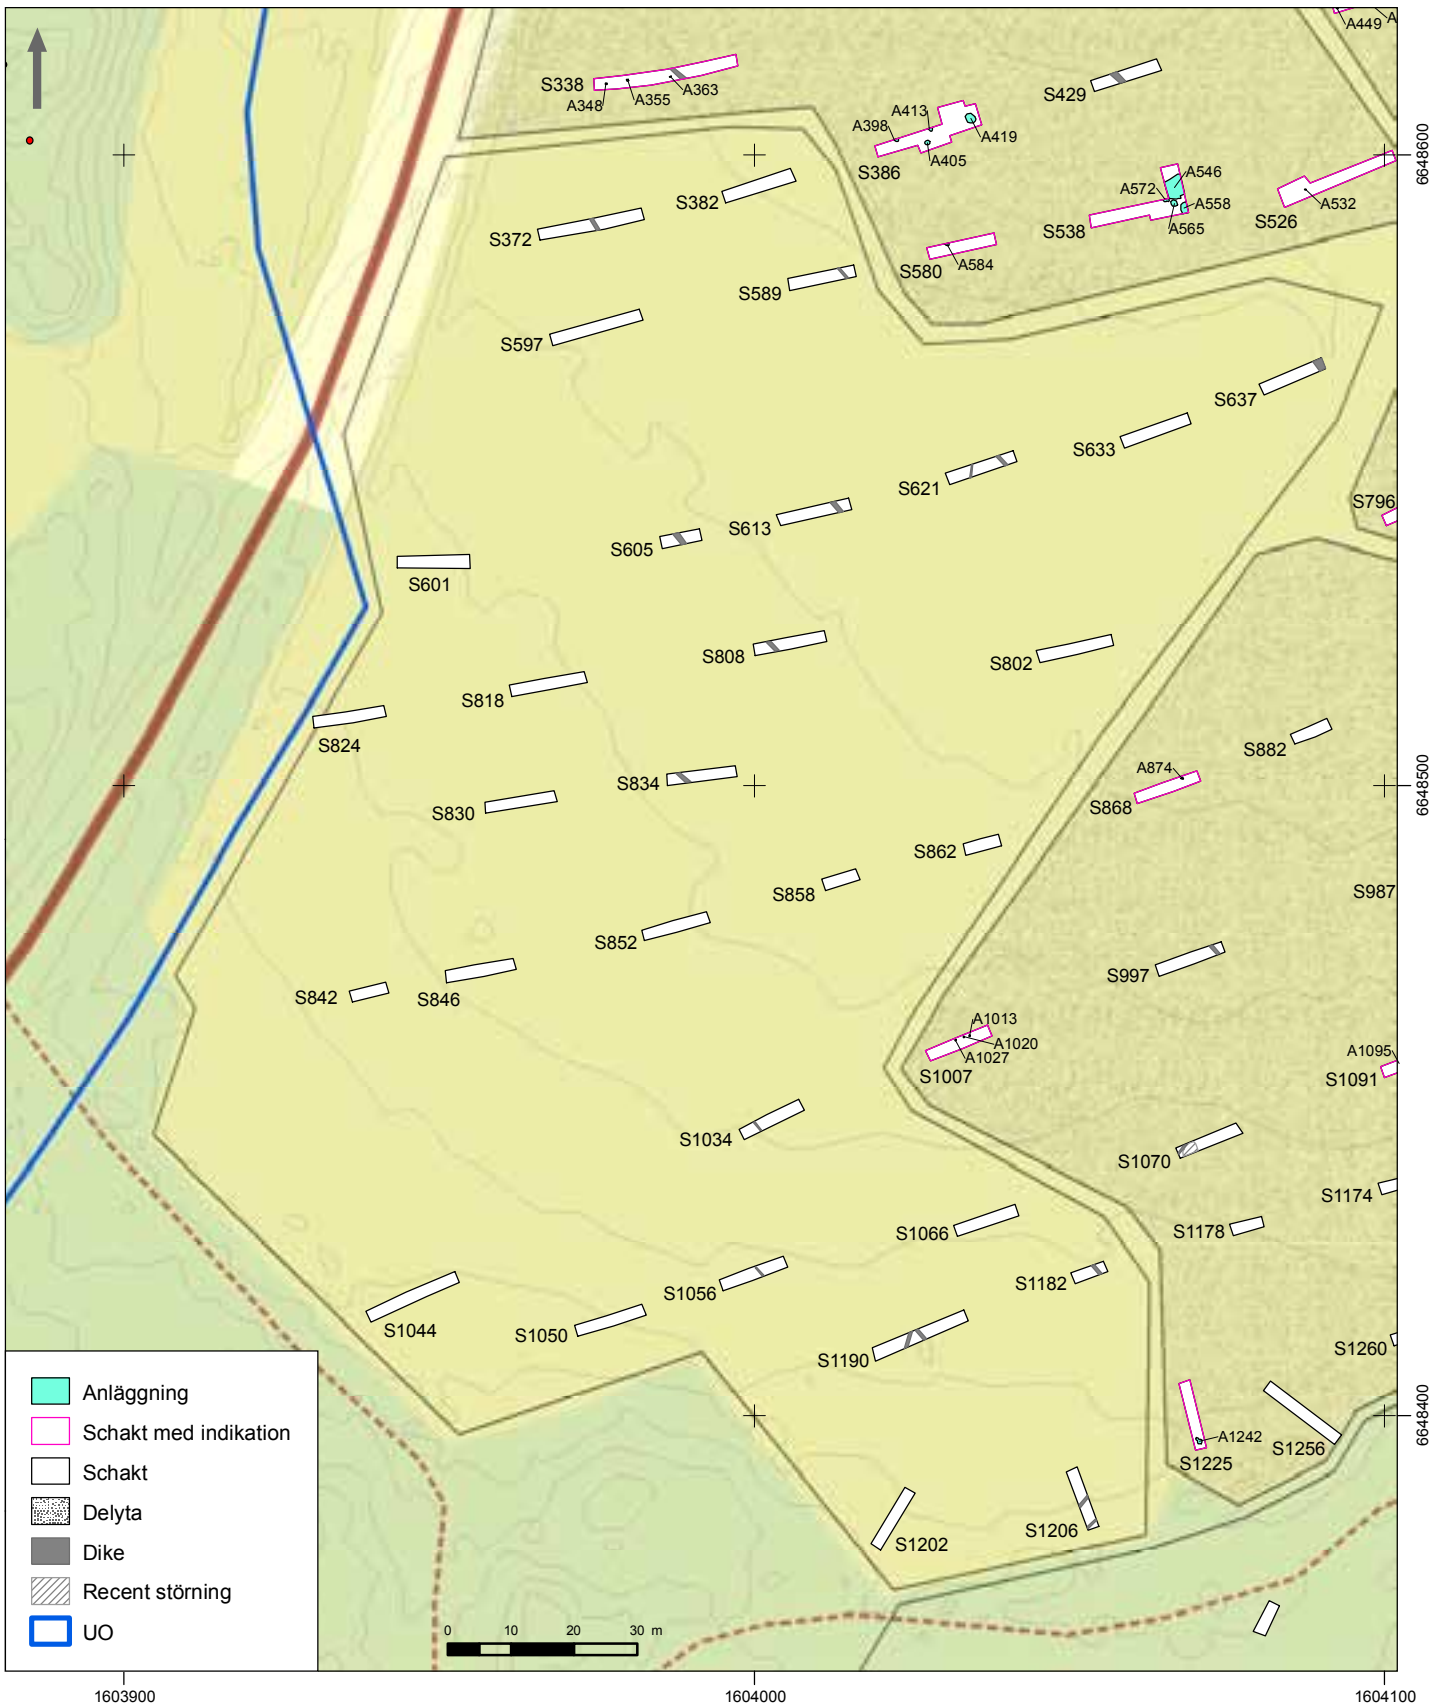 A449
A
S338
A348
A355
A363
S429
A413
A398
A419
A405
S386
6648600
A546
A572
A558
A565
S538
S526
A532
S382
S372
S580
A584
S589
S597
S637
S633
S621
S613
S605
S601
S796
S808
S802
S818
S824
S882
A874
S868
S834
S830
6648500
S862
S858
S987
S852
S997
S842
S846
A1013
A1020
A1027
S1007
A1095
S1091
S1034
S1070
S1174
S1178
S1066
S1182
S1056
S1044
S1050
S1190
S1260
6648400
A1242
S1225
S1256
S1202
S1206
Anläggning
Schakt med indikation
Schakt
Delyta
Dike
Recent störning
UO
0 10 20 30 m
1603900 1604000 1604100